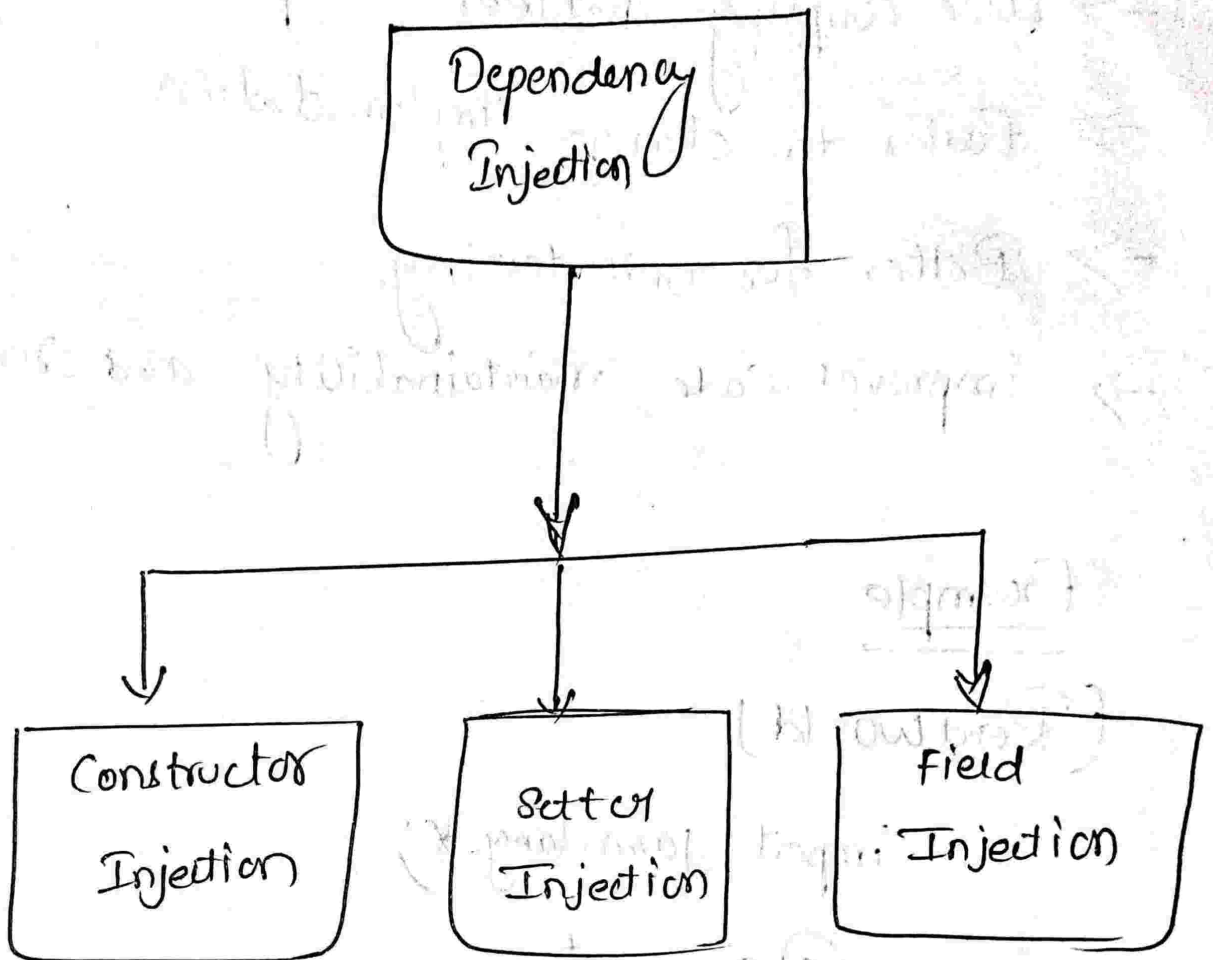 Dependency
Injection
Constructor
Injection
Setter
Injection
Field
Injection